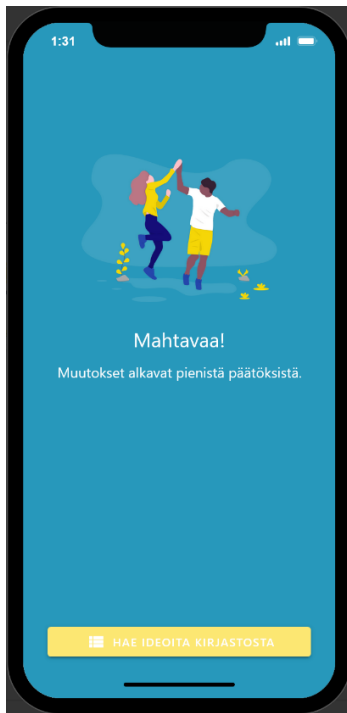 1:31
Mahtavaa!
Muutokset alkavat pienistä päätöksistä.
HAE IDEOITA KIRJASTOSTA